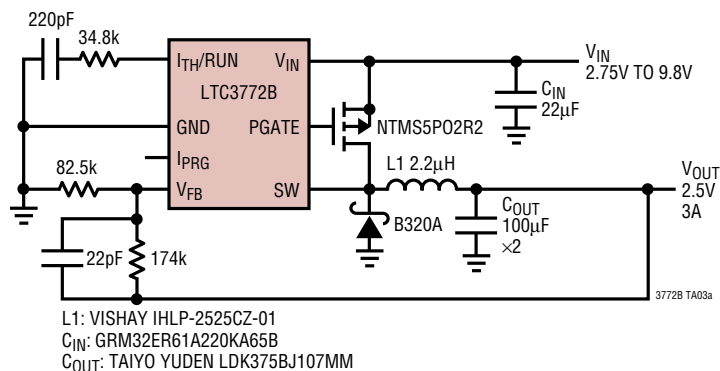 220pF
34.8k
ITH/RUN
VIN
LTC3772B
GND
PGATE
IPRG
VFB
SW
82.5k
22pF
174k
NTMS5PO2R2
L1 2.2µH
B320A
CIN
22µF
VIN
2.75V TO 9.8V
COUT
100µF
×2
VOUT
2.5V
3A
3772B TA03a
L1: VISHAY IHLP-2525CZ-01
CIN: GRM32ER61A220KA65B
COUT: TAIYO YUDEN LDK375BJ107MM